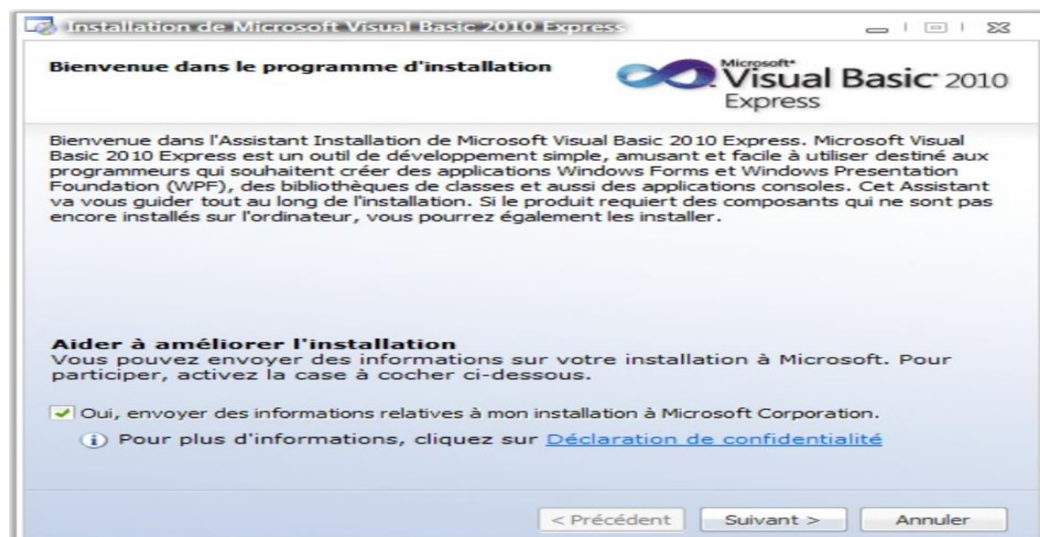 Installation de Microsoft Visual Basic 2010 Express
Bienvenue dans le programme d'installation
Microsoft
Visual Basic 2010
Express
Bienvenue dans l'Assistant Installation de Microsoft Visual Basic 2010 Express. Microsoft Visual
Basic 2010 Express est un outil de développement simple, amusant et facile à utiliser destiné aux
programmeurs qui souhaitent créer des applications Windows Forms et Windows Presentation
Foundation (WPF), des bibliothèques de classes et aussi des applications consoles. Cet Assistant
va vous guider tout au long de l'installation. Si le produit requiert des composants qui ne sont pas
encore installés sur l'ordinateur, vous pourrez également les installer.
Aider à améliorer l'installation
Vous pouvez envoyer des informations sur votre installation à Microsoft. Pour
participer, activez la case à cocher ci-dessous.
Oui, envoyer des informations relatives à mon installation à Microsoft Corporation.
Pour plus d'informations, cliquez sur Déclaration de confidentialité
< Précédent
Suivant >
Annuler